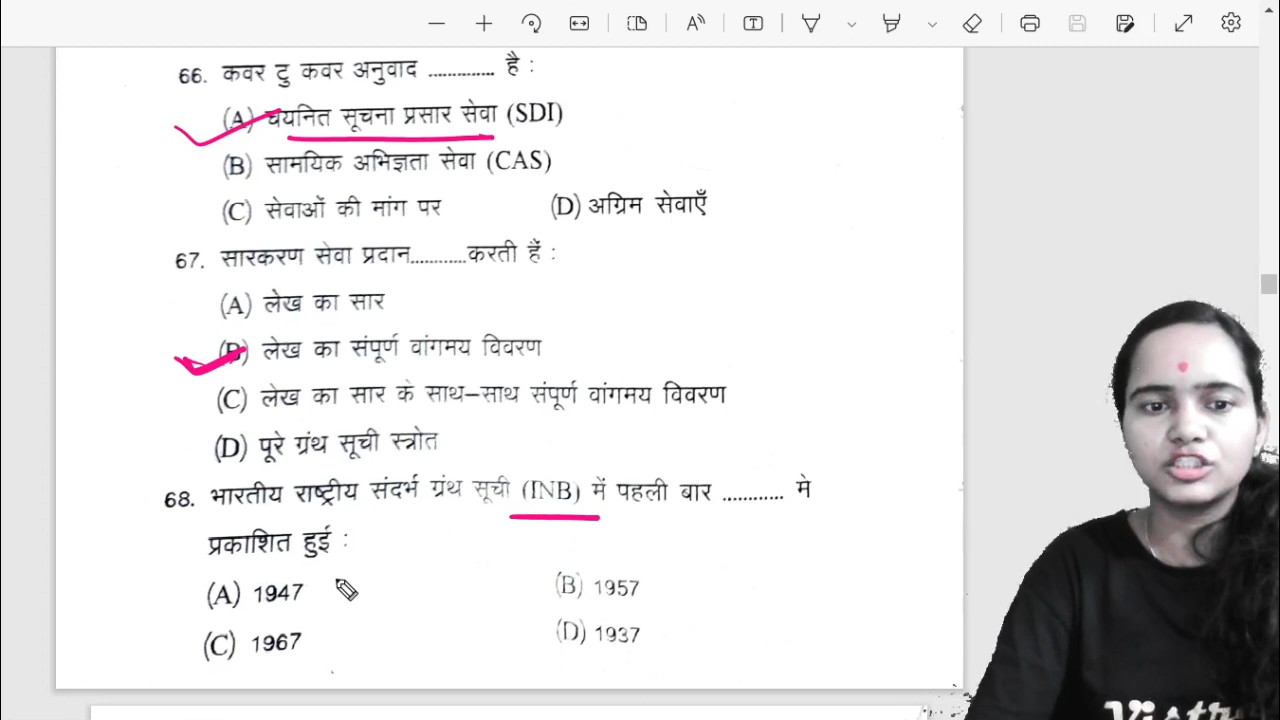 66. कवर टु कवर अनुवाद ............. है :
(A) चयनित सूचना प्रसार सेवा (SDI)
(B) सामयिक अभिज्ञता सेवा (CAS)
(C) सेवाओं की मांग पर (D) अग्रिम सेवाएँ
67. सारकरण सेवा प्रदान...........करती हैं :
(A) लेख का सार
(B) लेख का संपूर्ण वांगमय विवरण
(C) लेख का सार के साथ-साथ संपूर्ण वांगमय विवरण
(D) पूरे ग्रंथ सूची स्त्रोत
68. भारतीय राष्ट्रीय संदर्भ ग्रंथ सूची (INB) में पहली बार ............ मे
प्रकाशित हुई :
(A) 1947 (B) 1957
(C) 1967 (D) 1937